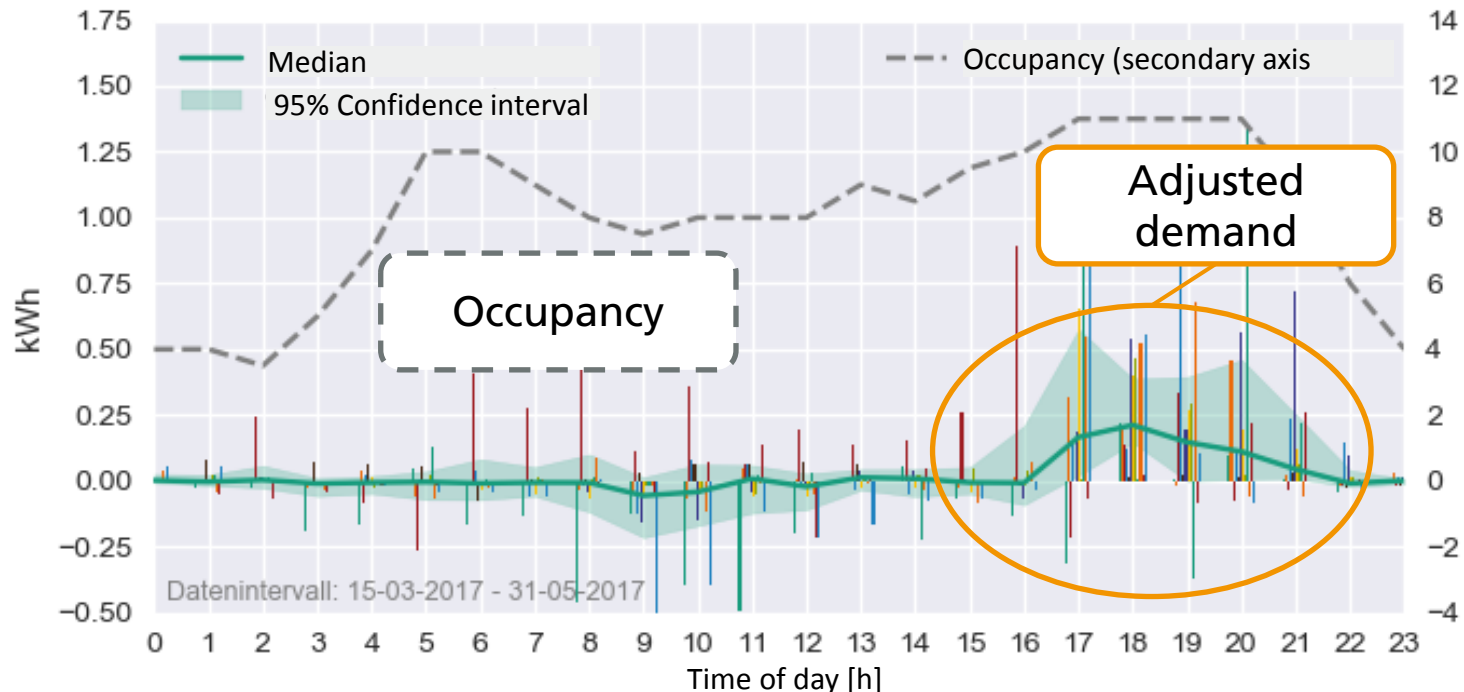 1.75
1.50
1.25
1.00
0.75
0.50
0.25
0.00
−0.25
−0.50
kWh
Median
95% Confidence interval
Occupancy (secondary axis
14
12
10
8
6
4
2
0
−2
−4
Adjusted
demand
Occupancy
Datenintervall: 15-03-2017 - 31-05-2017
0 1 2 3 4 5 6 7 8 9 10 11 12 13 14 15 16 17 18 19 20 21 22 23
Time of day [h]